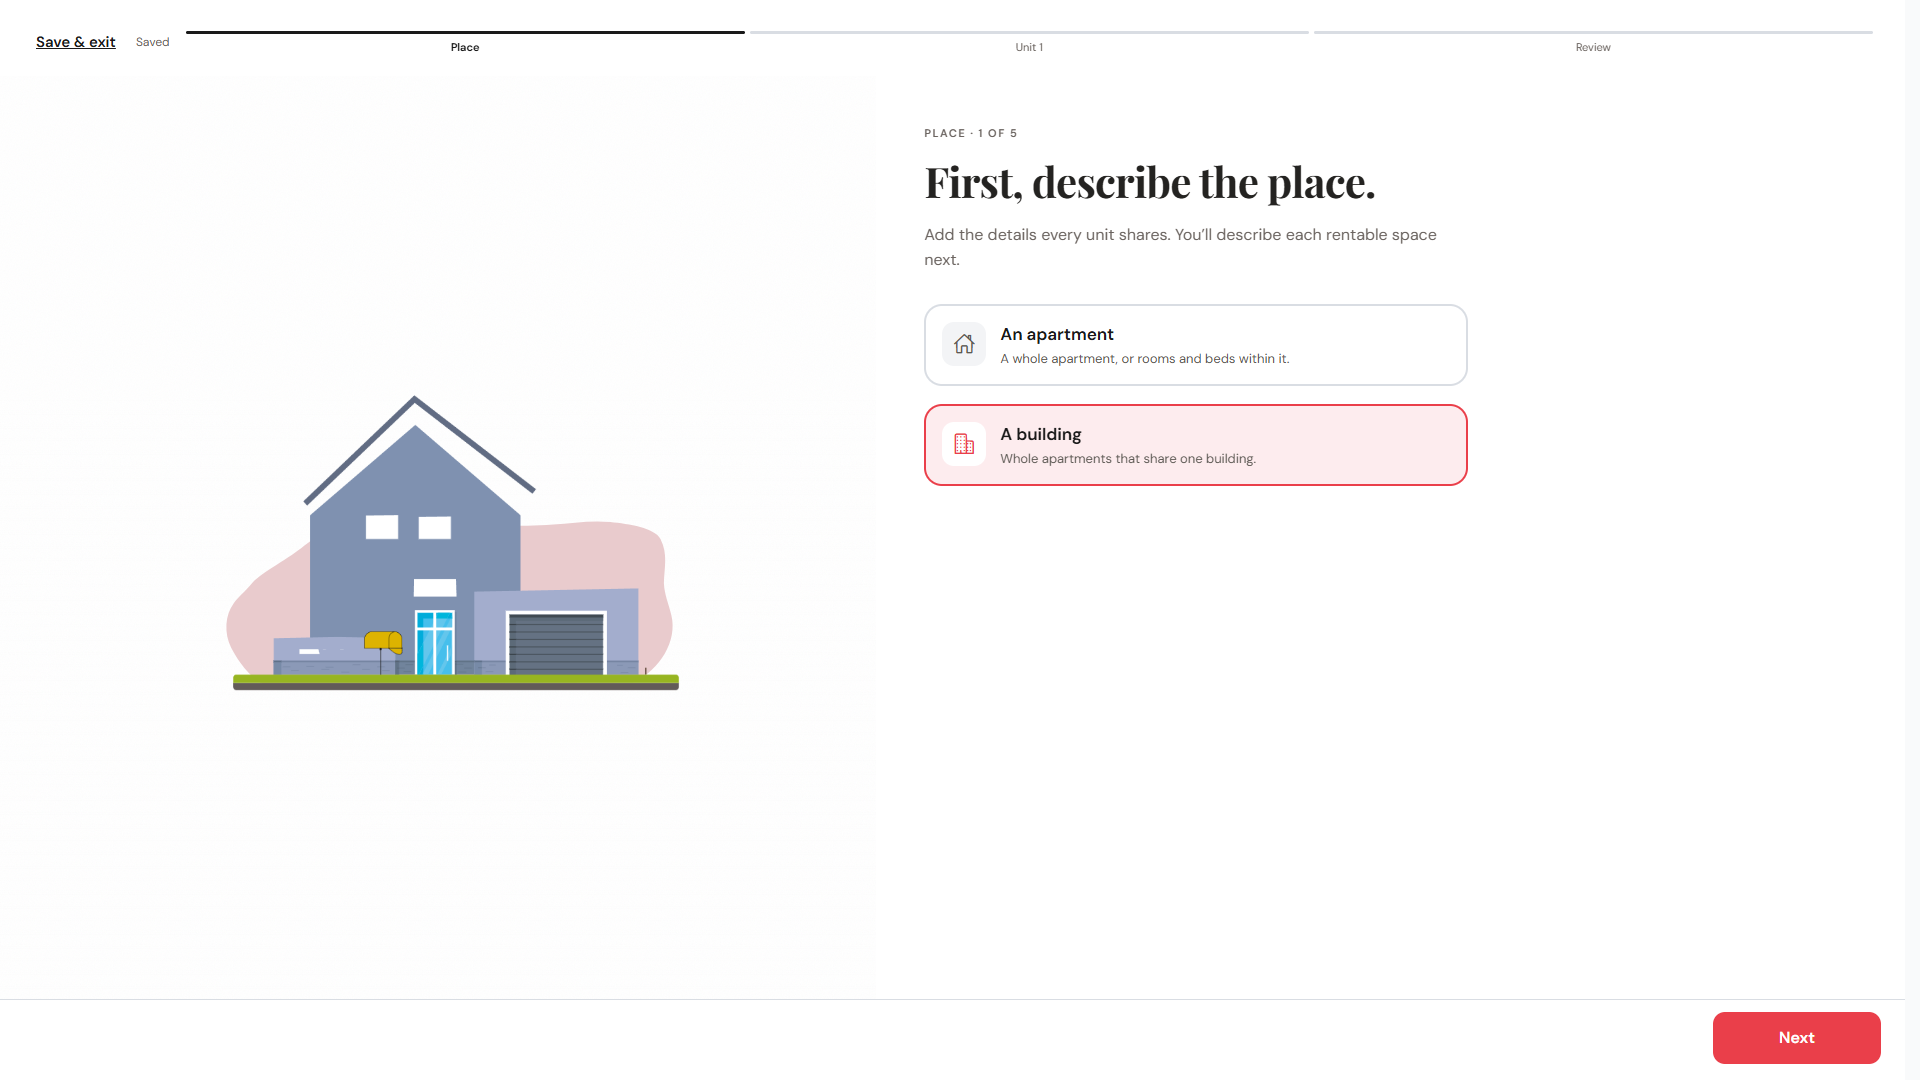 Save & exit
Saved
Place
Unit 1
Review
PLACE · 1 OF 5
First, describe the place.
Add the details every unit shares. You’ll describe each rentable space
next.
An apartment
A whole apartment, or rooms and beds within it.
A building
Whole apartments that share one building.
Next